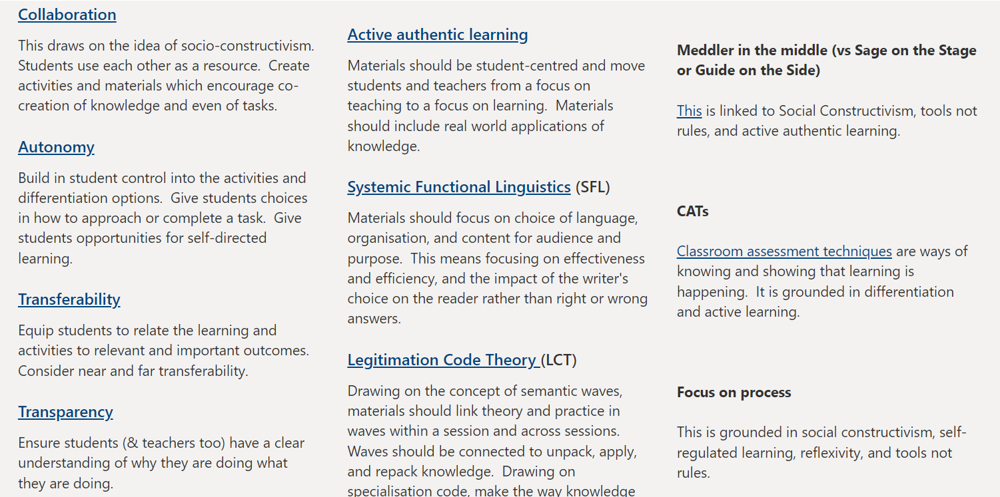 Collaboration
This draws on the idea of socio-constructivism.
Students use each other as a resource.  Create
activities and materials which encourage co-
creation of knowledge and even of tasks.
Autonomy
Build in student control into the activities and
differentiation options.  Give students choices
in how to approach or complete a task.  Give
students opportunities for self-directed
learning.
Transferability
Equip students to relate the learning and
activities to relevant and important outcomes.
Consider near and far transferability.
Transparency
Ensure students (& teachers too) have a clear
understanding of why they are doing what
they are doing.
Active authentic learning
Materials should be student-centred and move
students and teachers from a focus on
teaching to a focus on learning.  Materials
should include real world applications of
knowledge.
Systemic Functional Linguistics (SFL)
Materials should focus on choice of language,
organisation, and content for audience and
purpose.  This means focusing on effectiveness
and efficiency, and the impact of the writer's
choice on the reader rather than right or wrong
answers.
Legitimation Code Theory (LCT)
Drawing on the concept of semantic waves,
materials should link theory and practice in
waves within a session and across sessions.
Waves should be connected to unpack, apply,
and repack knowledge.  Drawing on
specialisation code, make the way knowledge
Meddler in the middle (vs Sage on the Stage
or Guide on the Side)
This is linked to Social Constructivism, tools not
rules, and active authentic learning.
CATs
Classroom assessment techniques are ways of
knowing and showing that learning is
happening.  It is grounded in differentiation
and active learning.
Focus on process
This is grounded in social constructivism, self-
regulated learning, reflexivity, and tools not
rules.